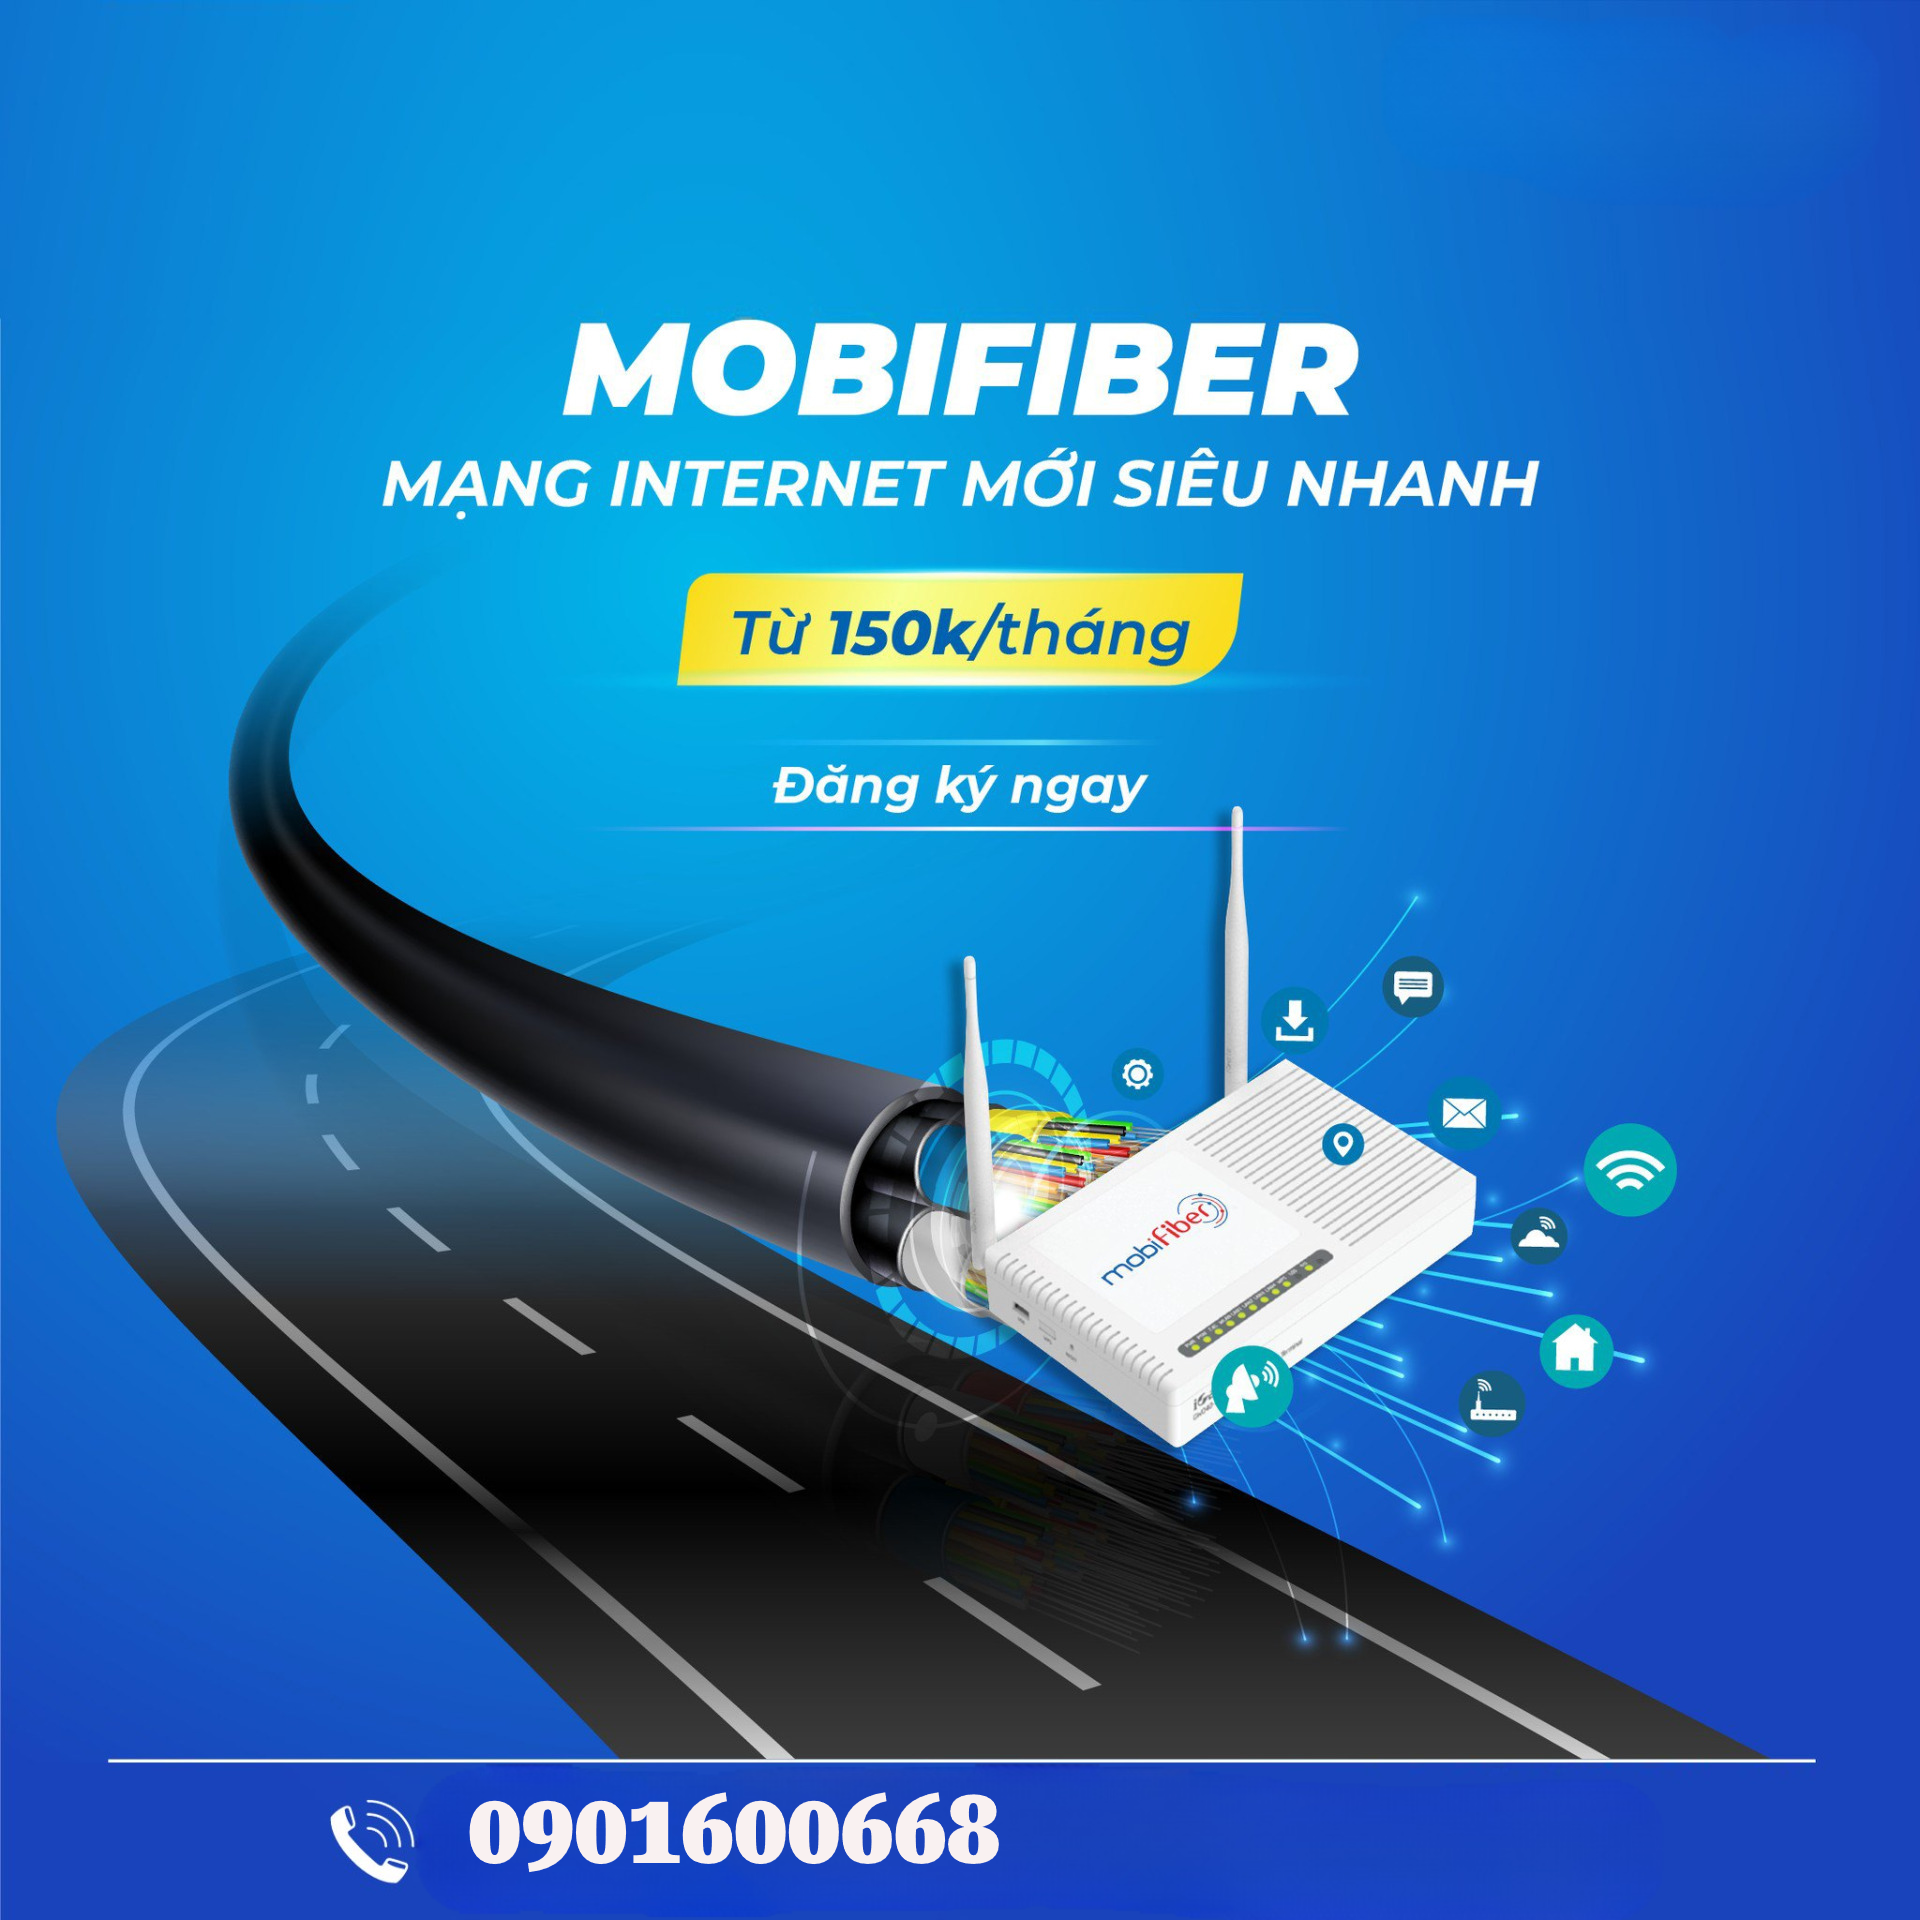 MOBIFIBER
MẠNG INTERNET MỚI SIÊU NHANH
Từ 150k/tháng
Đăng ký ngay
mobifiber
0901600668